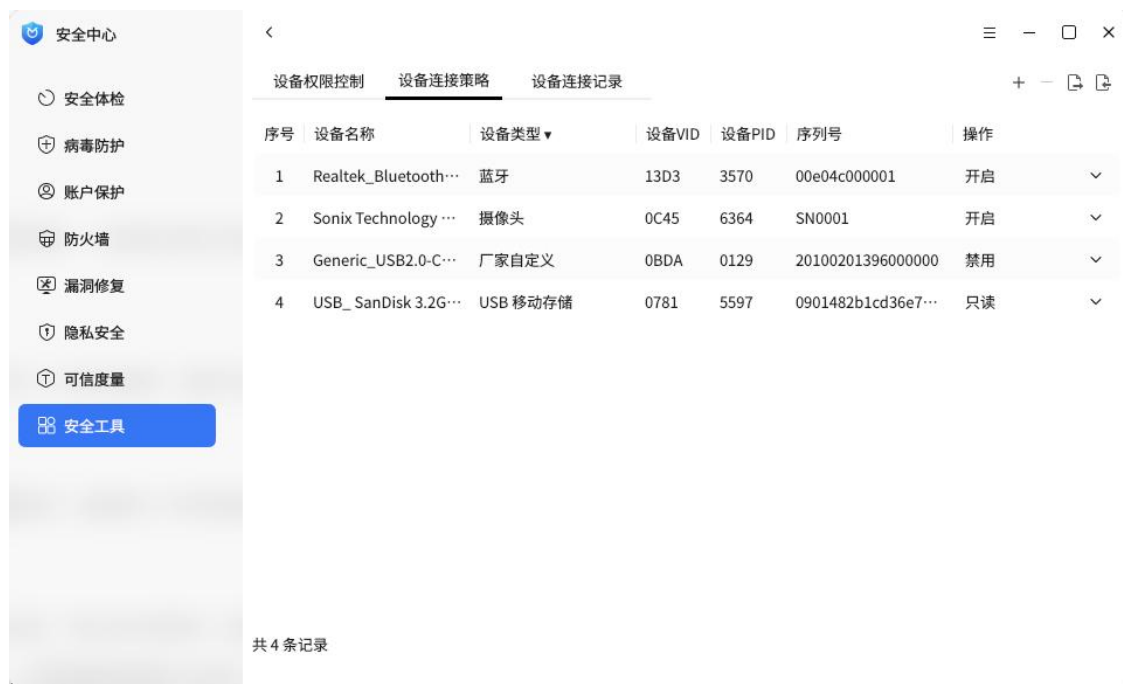 安全中心
安全体检
病毒防护
账户保护
防火墙
漏洞修复
隐私安全
可信度量
安全工具
设备权限控制 设备连接策略 设备连接记录
序号 设备名称 设备类型▼ 设备VID 设备PID 序列号 操作
1 Realtek_Bluetooth··· 蓝牙 13D3 3570 00e04c000001 开启
2 Sonix Technology ··· 摄像头 0C45 6364 SN0001 开启
3 Generic_USB2.0-C··· 厂家自定义 0BDA 0129 20100201396000000 禁用
4 USB_ SanDisk 3.2G··· USB 移动存储 0781 5597 0901482b1cd36e7··· 只读
共 4 条记录